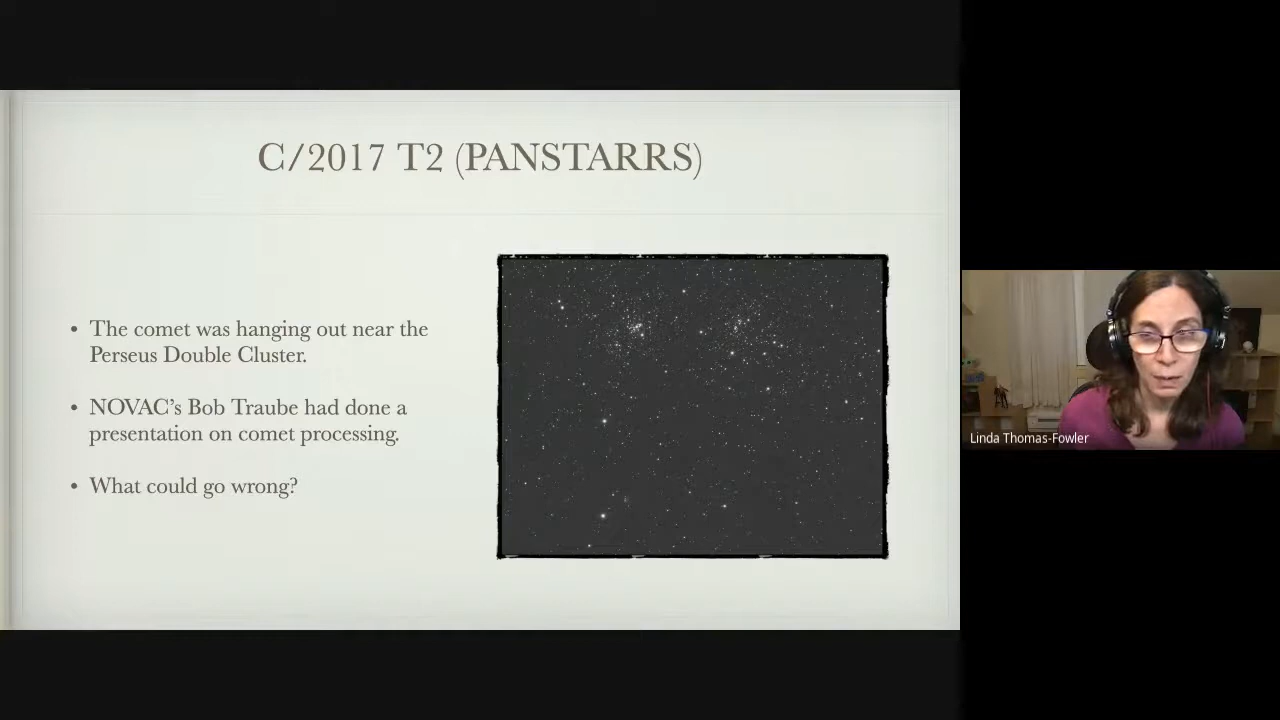 C/2017 T2 (PANSTARRS)
• The comet was hanging out near the
Perseus Double Cluster.
• NOVAC’s Bob Traube had done a
presentation on comet processing.
• What could go wrong?
Linda Thomas-Fowler